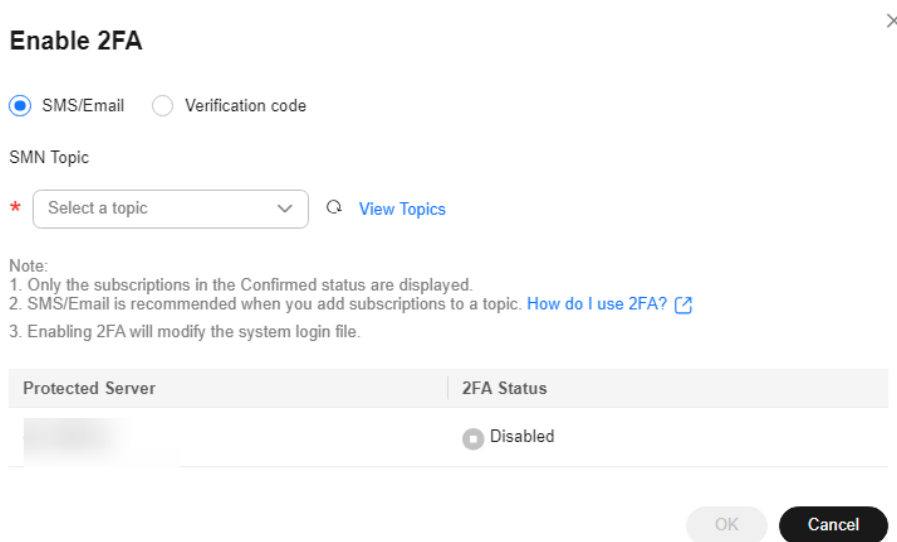 Enable 2FA
SMS/Email Verification code
SMN Topic
* Select a topic View Topics
Note:
1. Only the subscriptions in the Confirmed status are displayed.
2. SMS/Email is recommended when you add subscriptions to a topic. How do I use 2FA?
3. Enabling 2FA will modify the system login file.
Protected Server 2FA Status
Disabled
OK Cancel